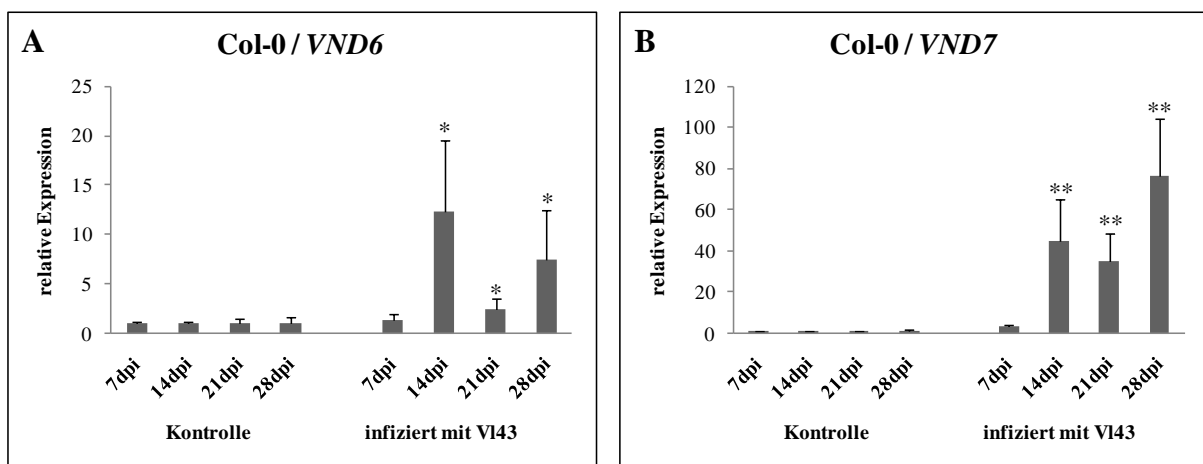 A
Col-0 / VND6
relative Expression
25
20
15
10
5
0
*
*
*
7dpi
14dpi
21dpi
28dpi
7dpi
14dpi
21dpi
28dpi
Kontrolle
infiziert mit Vl43
B
Col-0 / VND7
relative Expression
120
100
80
60
40
20
0
**
**
**
7dpi
14dpi
21dpi
28dpi
7dpi
14dpi
21dpi
28dpi
Kontrolle
infiziert mit Vl43